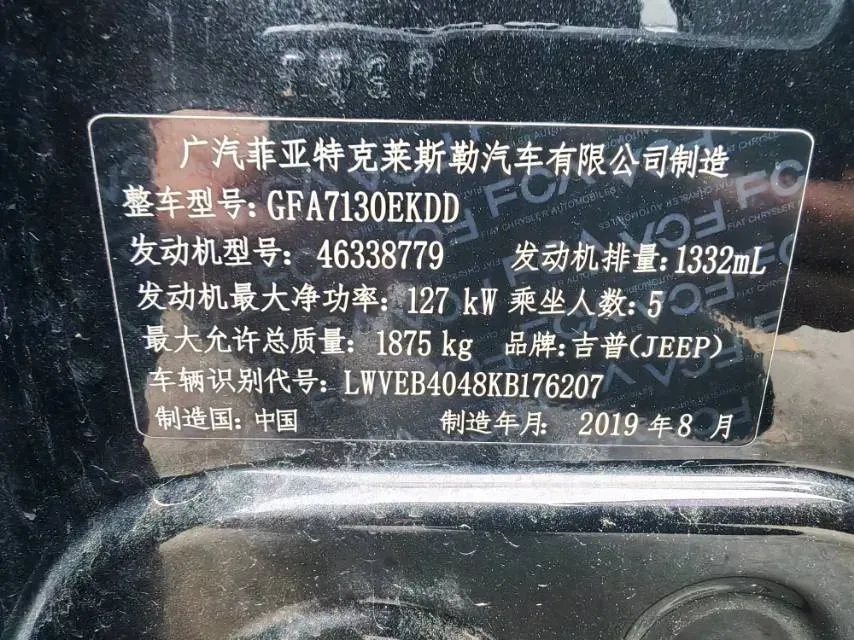 广汽菲亚特克莱斯勒汽车有限公司制造
整车型号: GFA7130EKDD
发动机型号: 46338779 发动机排量: 1332mL
发动机最大净功率: 127 kW 乘坐人数: 5
最大允许总质量: 1875 kg 品牌: 吉普(JEEP)
车辆识别代号: LWVEB4048KB176207
制造国: 中国 制造年月: 2019 年 8 月